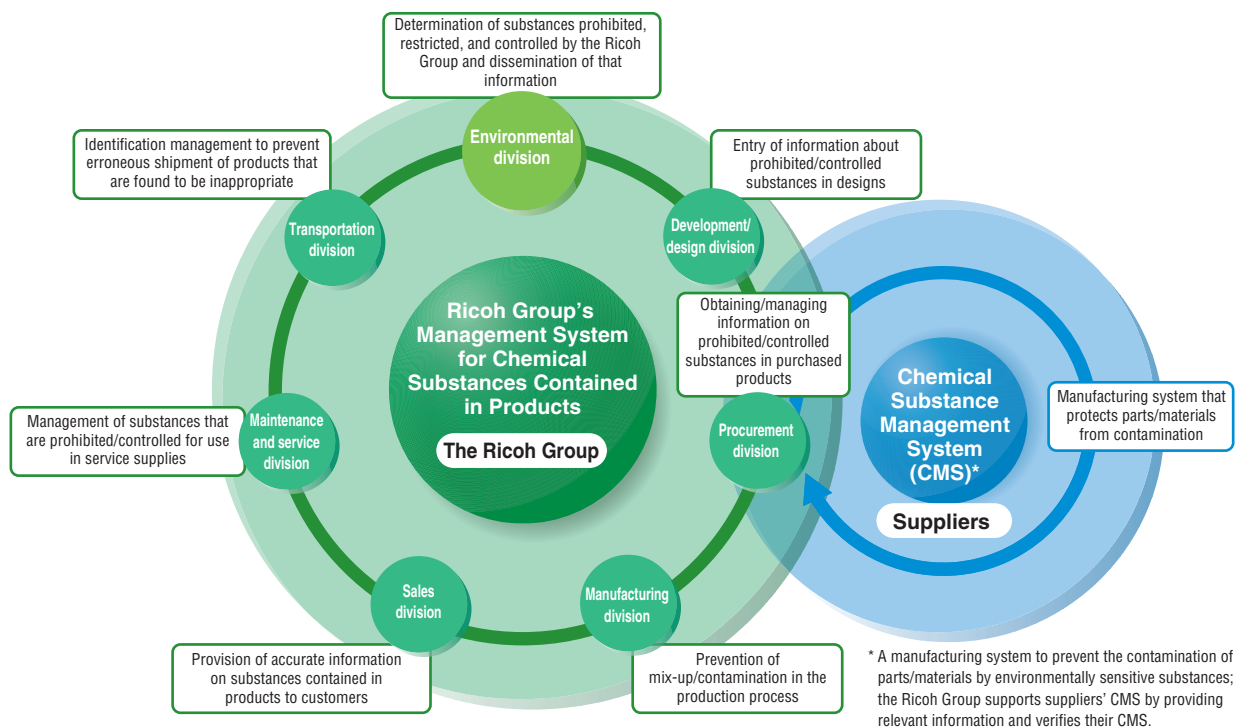 Determination of substances prohibited,
restricted, and controlled by the Ricoh
Group and dissemination of that
information
Environmental
division
Identification management to prevent
erroneous shipment of products that
are found to be inappropriate
Transportation
division
Entry of information about
prohibited/controlled
substances in designs
Development/
design division
Ricoh Group's
Management System
for Chemical
Substances Contained
in Products
The Ricoh Group
Obtaining/managing
information on
prohibited/controlled
substances in purchased
products
Procurement
division
Chemical
Substance
Management
System
(CMS)*
Suppliers
Manufacturing system that
protects parts/materials
from contamination
Management of substances that
are prohibited/controlled for use
in service supplies
Maintenance
and service
division
Sales
division
Manufacturing
division
Provision of accurate information
on substances contained in
products to customers
Prevention of
mix-up/contamination in the
production process
* A manufacturing system to prevent the contamination of
parts/materials by environmentally sensitive substances;
the Ricoh Group supports suppliers' CMS by providing
relevant information and verifies their CMS.